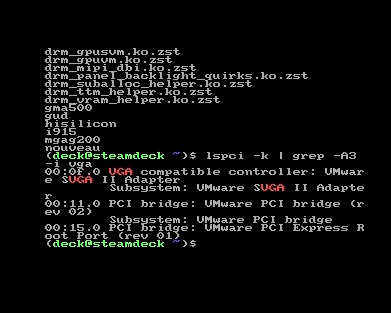 drm_gpusvm.ko.zst
drm_gpuvm.ko.zst
drm_mipi_dbi.ko.zst
drm_panel_backlight_quirks.ko.zst
drm_suballoc_helper.ko.zst
drm_ttm_helper.ko.zst
drm_vram_helper.ko.zst
gma500
gud
hisilicon
i915
mgag200
nouveau
(deck@steamdeck ~)$ lspci -k | grep -A3
-i vga
00:0f.0 VGA compatible controller: VMwar
e SVGA II Adapter
Subsystem: VMware SVGA II Adapte
r
00:11.0 PCI bridge: VMware PCI bridge (r
ev 02)
Subsystem: VMware PCI bridge
00:15.0 PCI bridge: VMware PCI Express R
oot Port (rev 01)
(deck@steamdeck ~)$